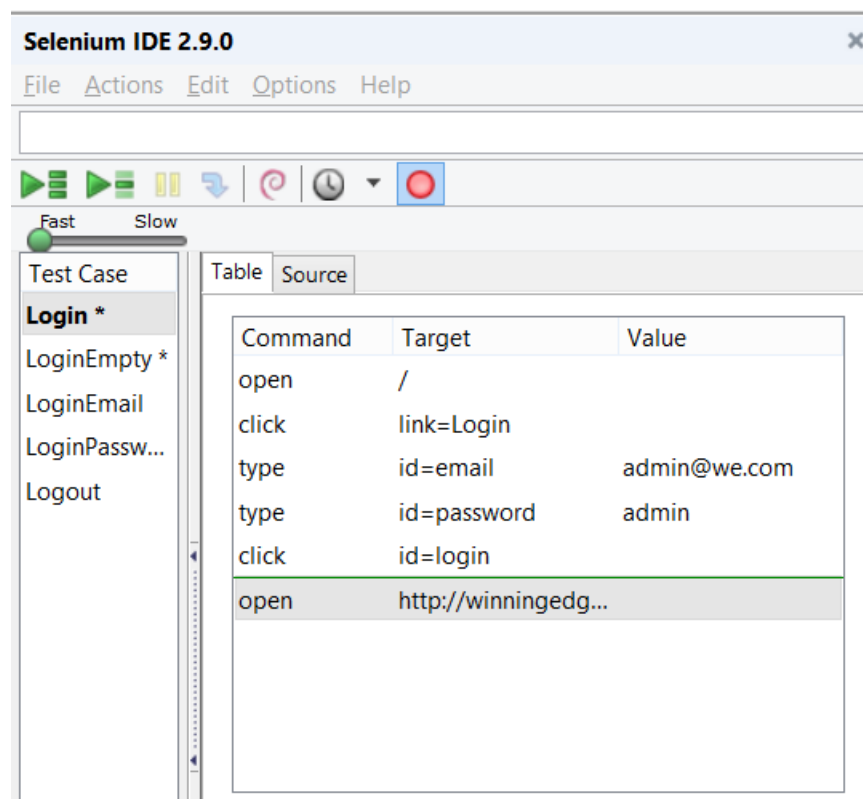 Selenium IDE 2.9.0
File Actions Edit Options Help
Fast Slow
Test Case
Login *
LoginEmpty *
LoginEmail
LoginPassw...
Logout
Table Source
Command Target Value
open /
click link=Login
type id=email admin@we.com
type id=password admin
click id=login
open http://winningedg...